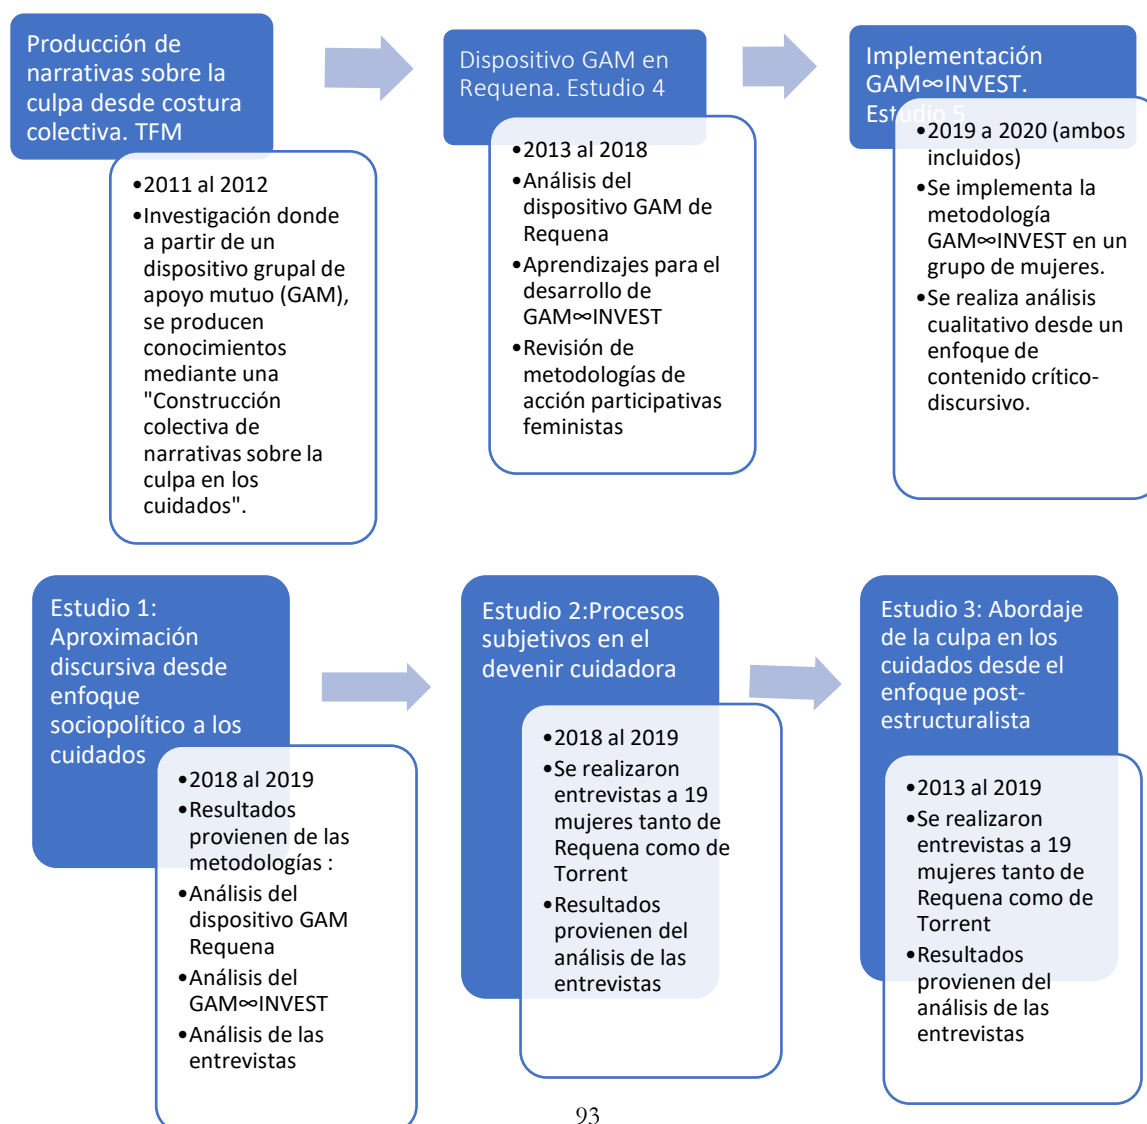 Producción de
narrativas sobre la
culpa desde costura
colectiva. TFM
•2011 al 2012
•Investigación donde
a partir de un
dispositivo grupal de
apoyo mutuo (GAM),
se producen
conocimientos
mediante una
"Construcción
colectiva de
narrativas sobre la
culpa en los
cuidados".
Dispositivo GAM en
Requena. Estudio 4
•2013 al 2018
•Análisis del
dispositivo GAM de
Requena
•Aprendizajes para el
desarrollo de
GAM∞INVEST
•Revisión de
metodologías de
acción participativas
feministas
Implementación
GAM∞INVEST.
Estudio 5
•2019 a 2020 (ambos
incluidos)
•Se implementa la
metodología
GAM∞INVEST en un
grupo de mujeres.
•Se realiza análisis
cualitativo desde un
enfoque de
contenido crítico-
discursivo.
Estudio 1:
Aproximación
discursiva desde
enfoque
sociopolítico a los
cuidados
•2018 al 2019
•Resultados
provienen de las
metodologías :
•Análisis del
dispositivo GAM
Requena
•Análisis del
GAM∞INVEST
•Análisis de las
entrevistas
Estudio 2:Procesos
subjetivos en el
devenir cuidadora
•2018 al 2019
•Se realizaron
entrevistas a 19
mujeres tanto de
Requena como de
Torrent
•Resultados
provienen del
análisis de las
entrevistas
Estudio 3: Abordaje
de la culpa en los
cuidados desde el
enfoque post-
estructuralista
•2013 al 2019
•Se realizaron
entrevistas a 19
mujeres tanto de
Requena como de
Torrent
•Resultados
provienen del
análisis de las
entrevistas
93